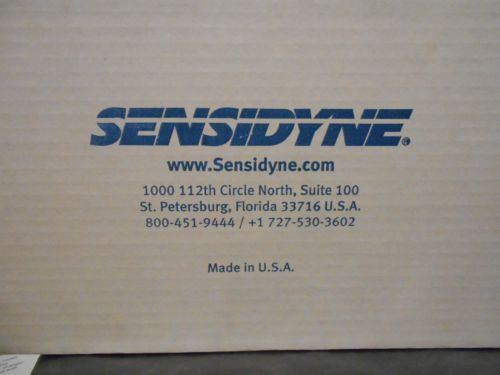 SENSIDYNE®
www.Sensidyne.com
1000 112th Circle North, Suite 100
St. Petersburg, Florida 33716 U.S.A.
800-451-9444 / +1 727-530-3602
Made in U.S.A.